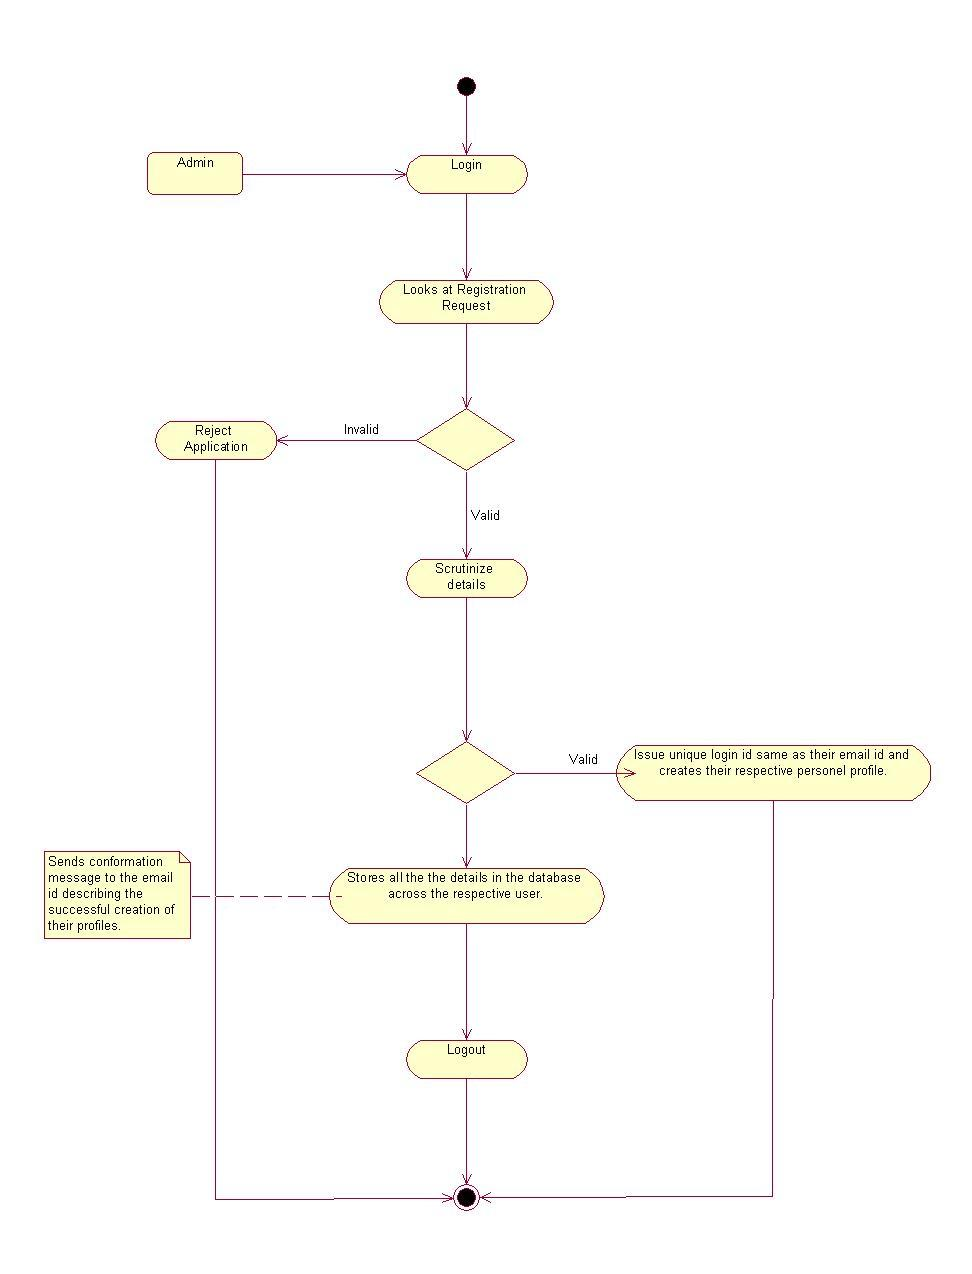 Admin
Login
Looks at Registration
Request
Invalid
Reject
Application
Valid
Scrutinize
details
Valid
Issue unique login id same as their email id and
creates their respective personel profile.
Sends conformation
message to the email
id describing the
successful creation of
their profiles.
Stores all the the details in the database
across the respective user.
Logout